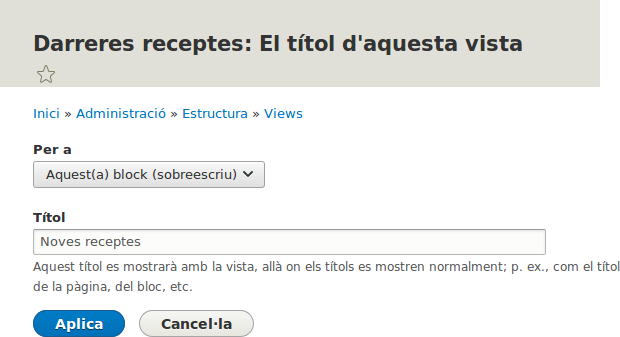 Darreres receptes: El títol d'aquesta vista
Inici » Administració » Estructura » Views
Per a
Aquest(a) block (sobreescriu)
Títol
Noves receptes
Aquest títol es mostrarà amb la vista, allà on els títols es mostren normalment; p. ex., com el títol
de la pàgina, del bloc, etc.
Aplica Cancel·la